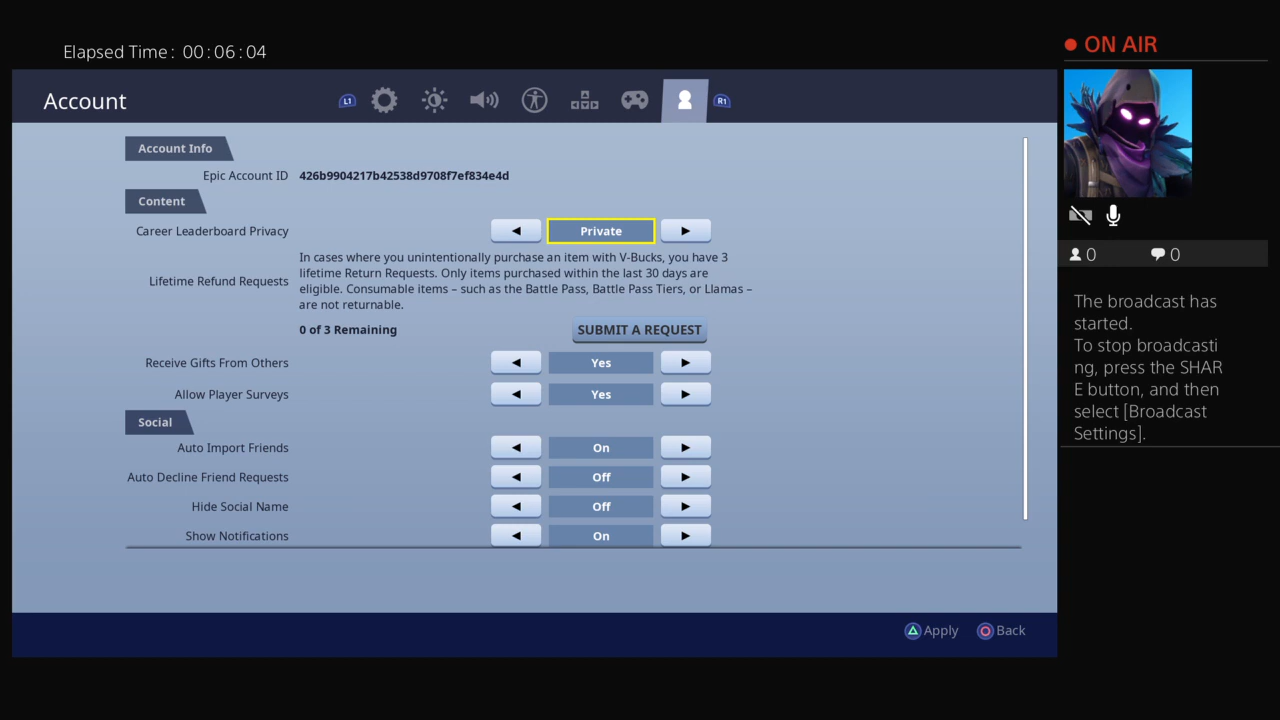 Elapsed Time: 00:06:04
ON AIR
Account
L1
R1
Account Info
Epic Account ID 426b9904217b42538d9708f7ef834e4d
Content
Career Leaderboard Privacy Private
In cases where you unintentionally purchase an item with V-Bucks, you have 3
lifetime Return Requests. Only items purchased within the last 30 days are
Lifetime Refund Requests
eligible. Consumable items – such as the Battle Pass, Battle Pass Tiers, or Llamas –
are not returnable.
0 of 3 Remaining SUBMIT A REQUEST
Receive Gifts From Others Yes
Allow Player Surveys Yes
Social
Auto Import Friends On
Auto Decline Friend Requests Off
Hide Social Name Off
Show Notifications On
Apply Back
0 0
The broadcast has
started.
To stop broadcasti
ng, press the SHAR
E button, and then
select [Broadcast
Settings].